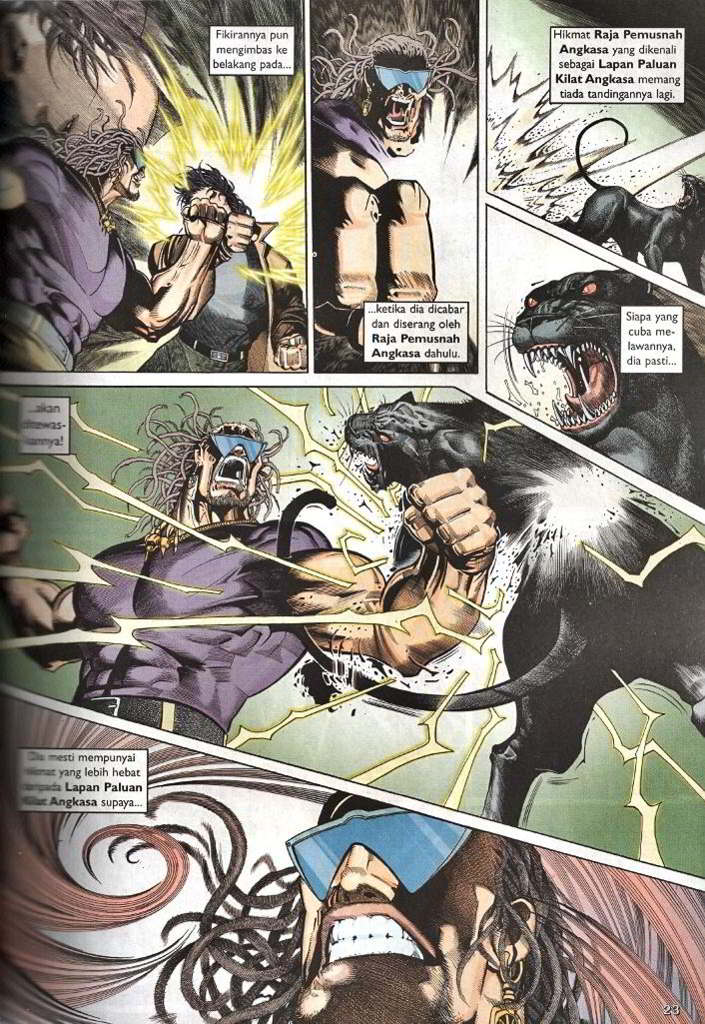 Fikirannya pun
mengimbas ke
belakang pada...
...ketika dia dicabar
dan diserang oleh
Raja Pemusnah
Angkasa dahulu.
Hikmat Raja Pemusnah
Angkasa yang dikenali
sebagai Lapan Paluan
Kilat Angkasa memang
tiada tandingannya lagi.
Siapa yang
cuba me-
lawannya,
dia pasti...
...akan
ditewas-
kannya!
Dia mesti mempunyai
hikmat yang lebih hebat
daripada Lapan Paluan
Kilat Angkasa supaya...
23